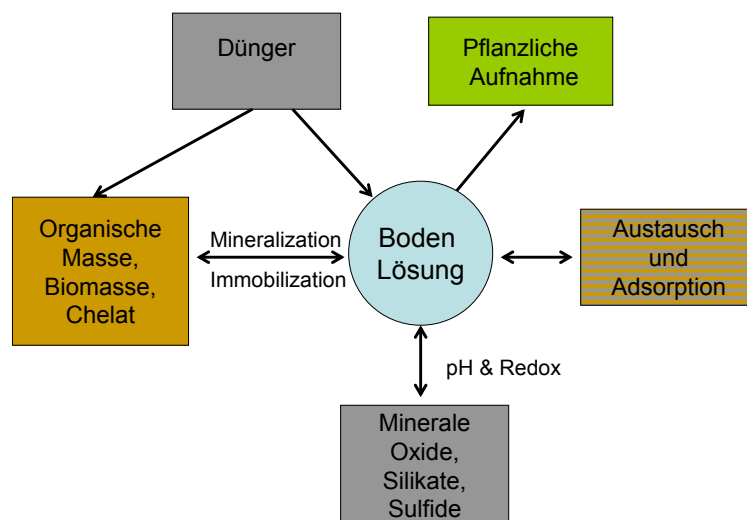 Dünger
Pflanzliche
Aufnahme
Organische
Masse,
Biomasse,
Chelat
Mineralization
Immobilization
Boden
Lösung
Austausch
und
Adsorption
pH & Redox
Minerale
Oxide,
Silikate,
Sulfide